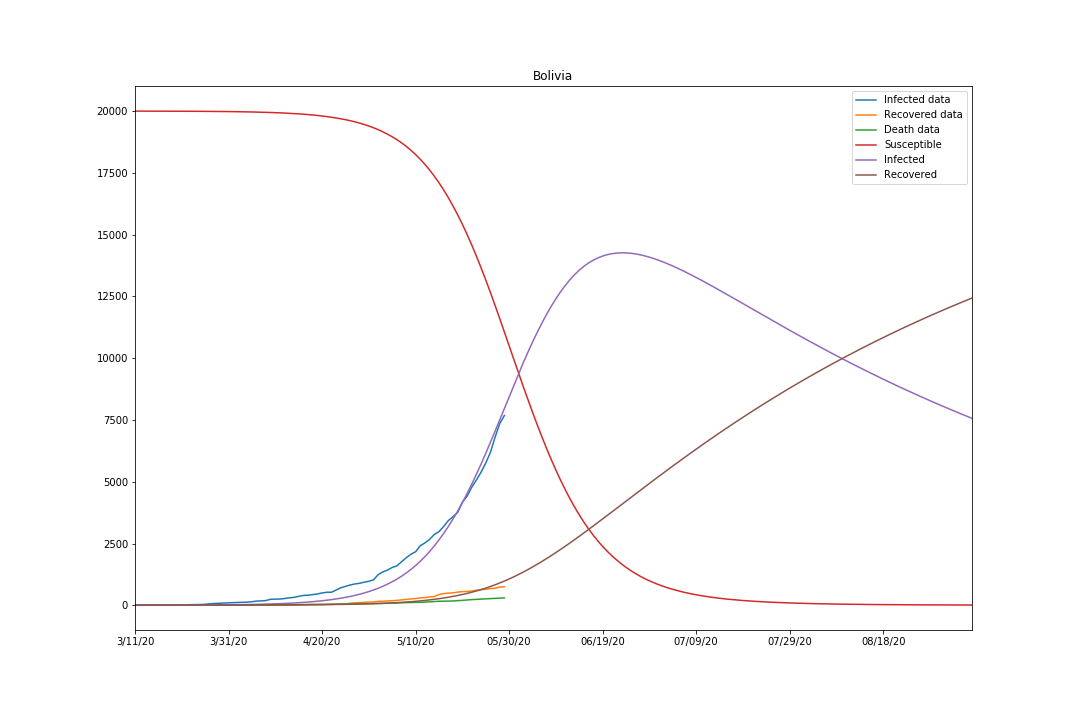 Bolivia
Infected data
Recovered data
Death data
Susceptible
Infected
Recovered
20000
17500
15000
12500
10000
7500
5000
2500
0
3/11/20 3/31/20 4/20/20 5/10/20 05/30/20 06/19/20 07/09/20 07/29/20 08/18/20